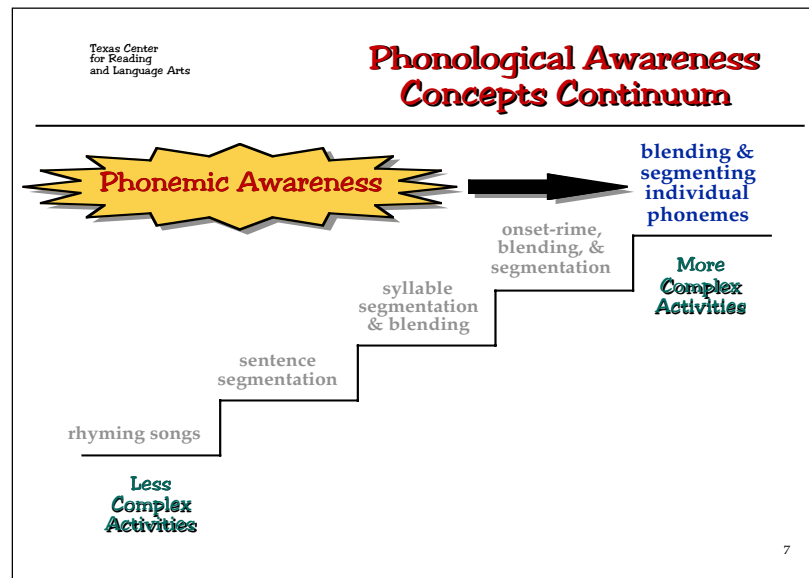 Texas Center
for Reading
and Language Arts
Phonological Awareness
Concepts Continuum
Phonemic Awareness
blending &
segmenting
individual
phonemes
onset-rime,
blending, &
segmentation
syllable
segmentation
& blending
sentence
segmentation
rhyming songs
More
Complex
Activities
Less
Complex
Activities
7